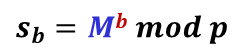 s_b = M^b mod p